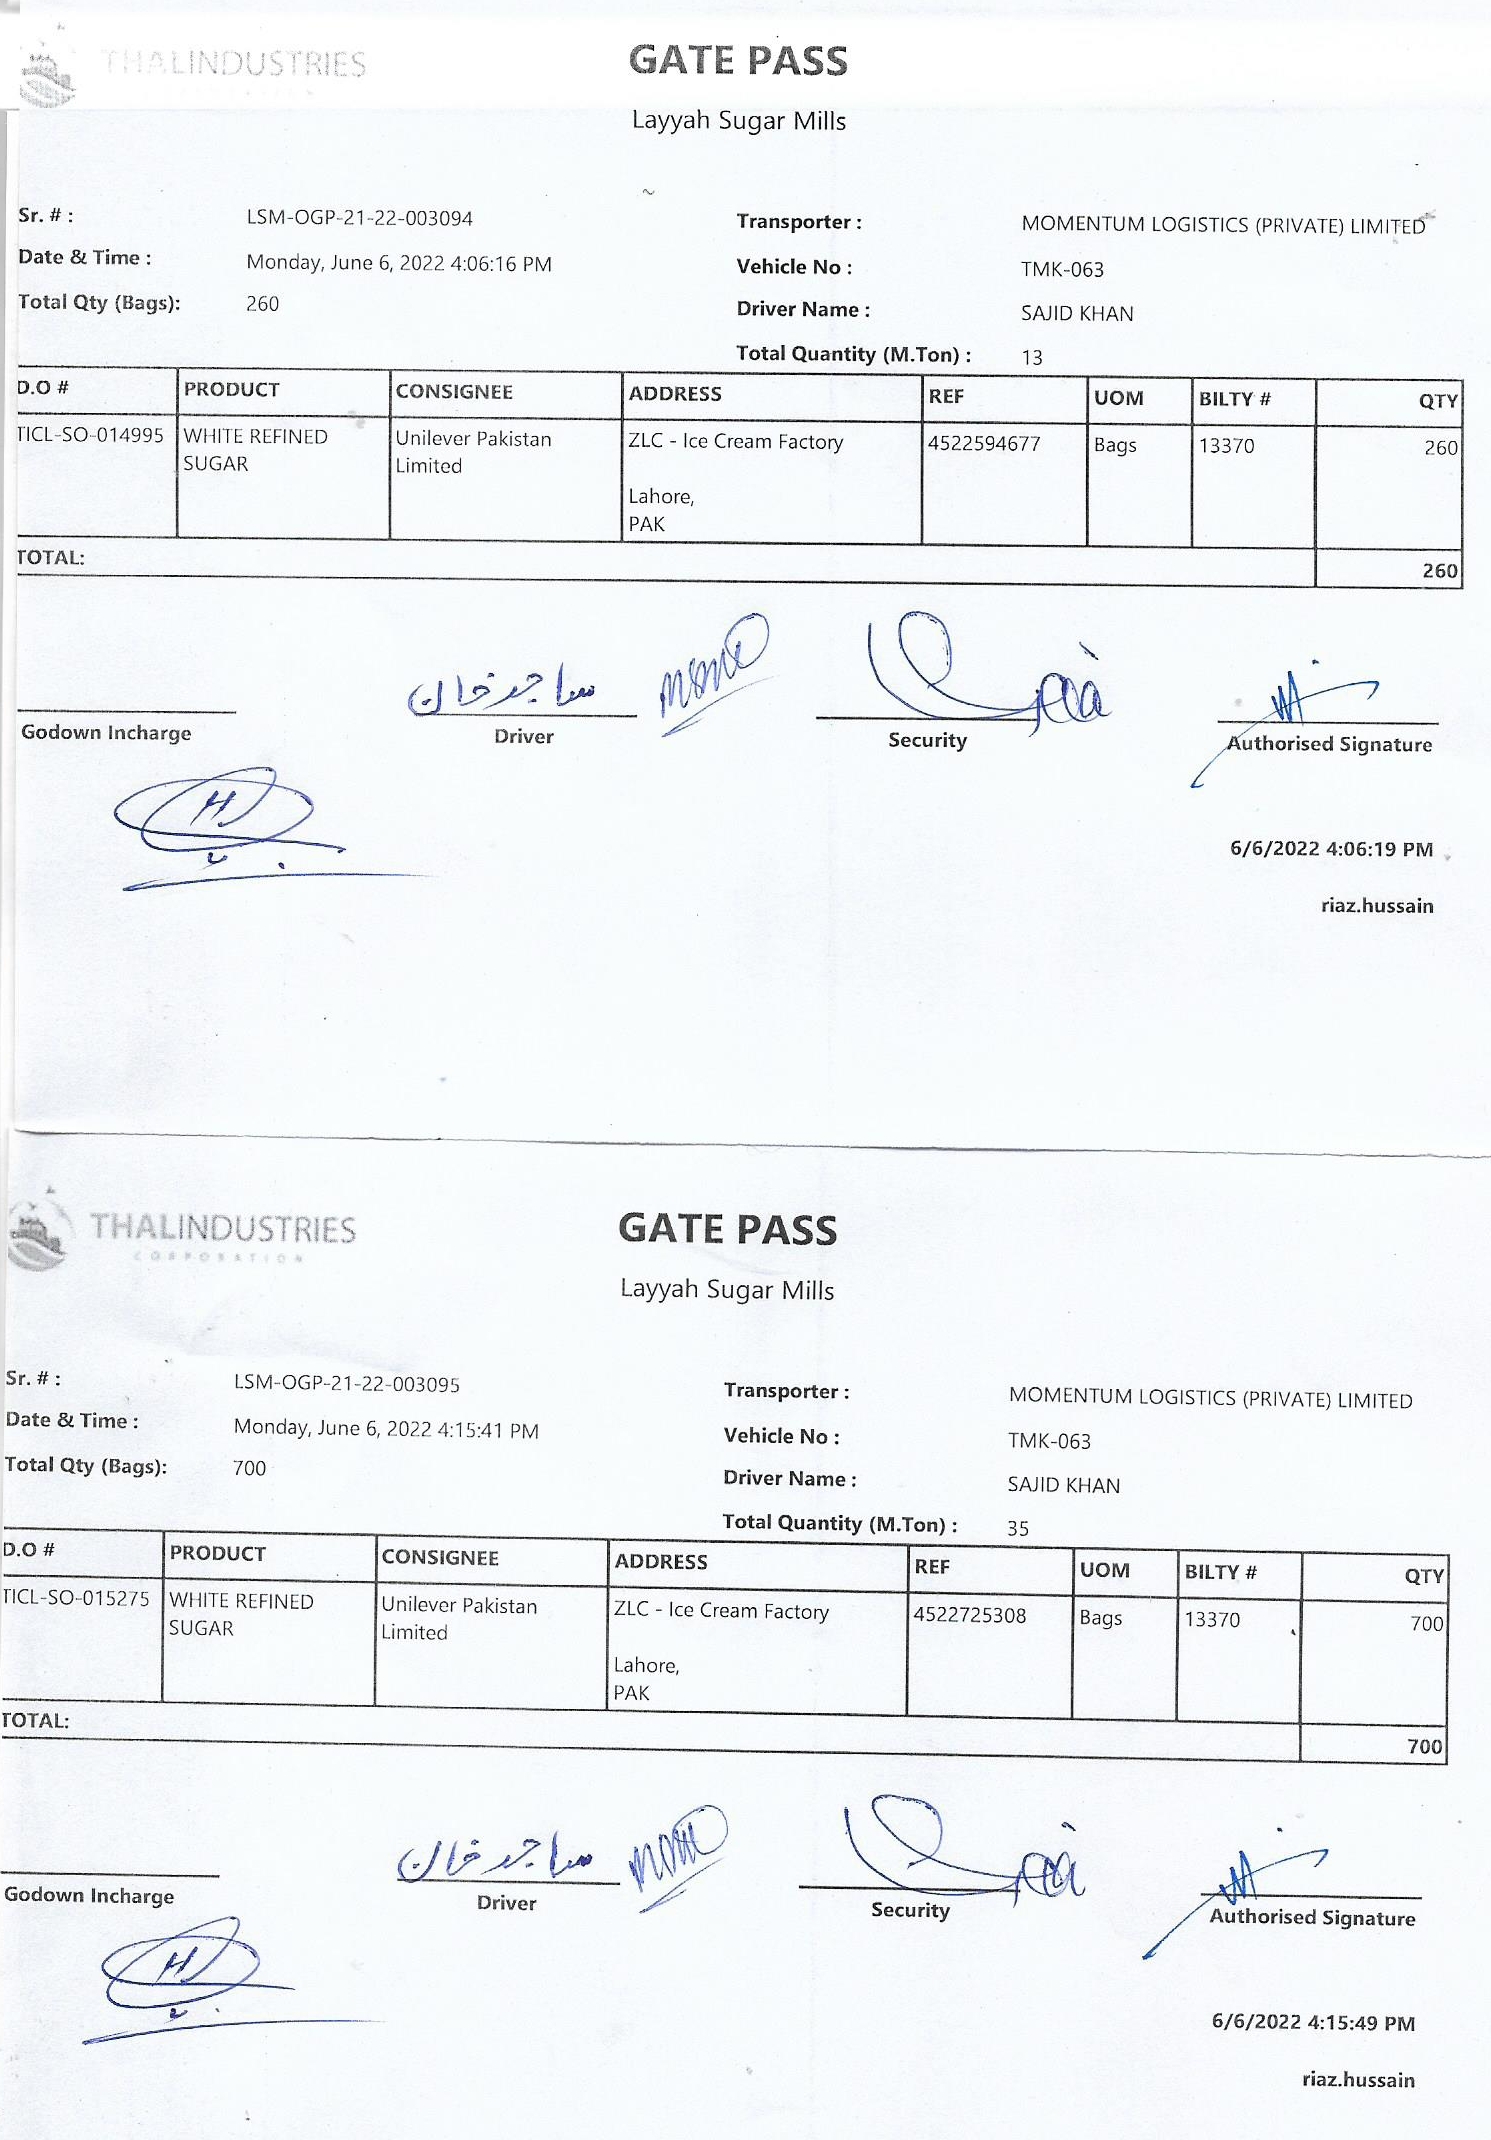 THALINDUSTRIES
GATE PASS
Layyah Sugar Mills
Sr. # : LSM-OGP-21-22-003094
Transporter : MOMENTUM LOGISTICS (PRIVATE) LIMITED
Date & Time : Monday, June 6, 2022 4:06:16 PM
Vehicle No : TMK-063
Total Qty (Bags): 260
Driver Name : SAJID KHAN
Total Quantity (M.Ton) : 13
D.O # PRODUCT CONSIGNEE ADDRESS REF UOM BILTY # QTY
TICL-SO-014995 WHITE REFINED Unilever Pakistan ZLC - Ice Cream Factory 4522594677 Bags 13370 260
SUGAR Limited
Lahore,
PAK
TOTAL: 260
ساجد خان
Godown Incharge Driver Security Authorised Signature
6/6/2022 4:06:19 PM
riaz.hussain
THALINDUSTRIES
CORPORATION
GATE PASS
Layyah Sugar Mills
Sr. # : LSM-OGP-21-22-003095
Transporter : MOMENTUM LOGISTICS (PRIVATE) LIMITED
Date & Time : Monday, June 6, 2022 4:15:41 PM
Vehicle No : TMK-063
Total Qty (Bags): 700
Driver Name : SAJID KHAN
Total Quantity (M.Ton) : 35
D.O # PRODUCT CONSIGNEE ADDRESS REF UOM BILTY # QTY
TICL-SO-015275 WHITE REFINED Unilever Pakistan ZLC - Ice Cream Factory 4522725308 Bags 13370 700
SUGAR Limited
Lahore,
PAK
TOTAL: 700
ساجد خان
Godown Incharge Driver Security Authorised Signature
6/6/2022 4:15:49 PM
riaz.hussain